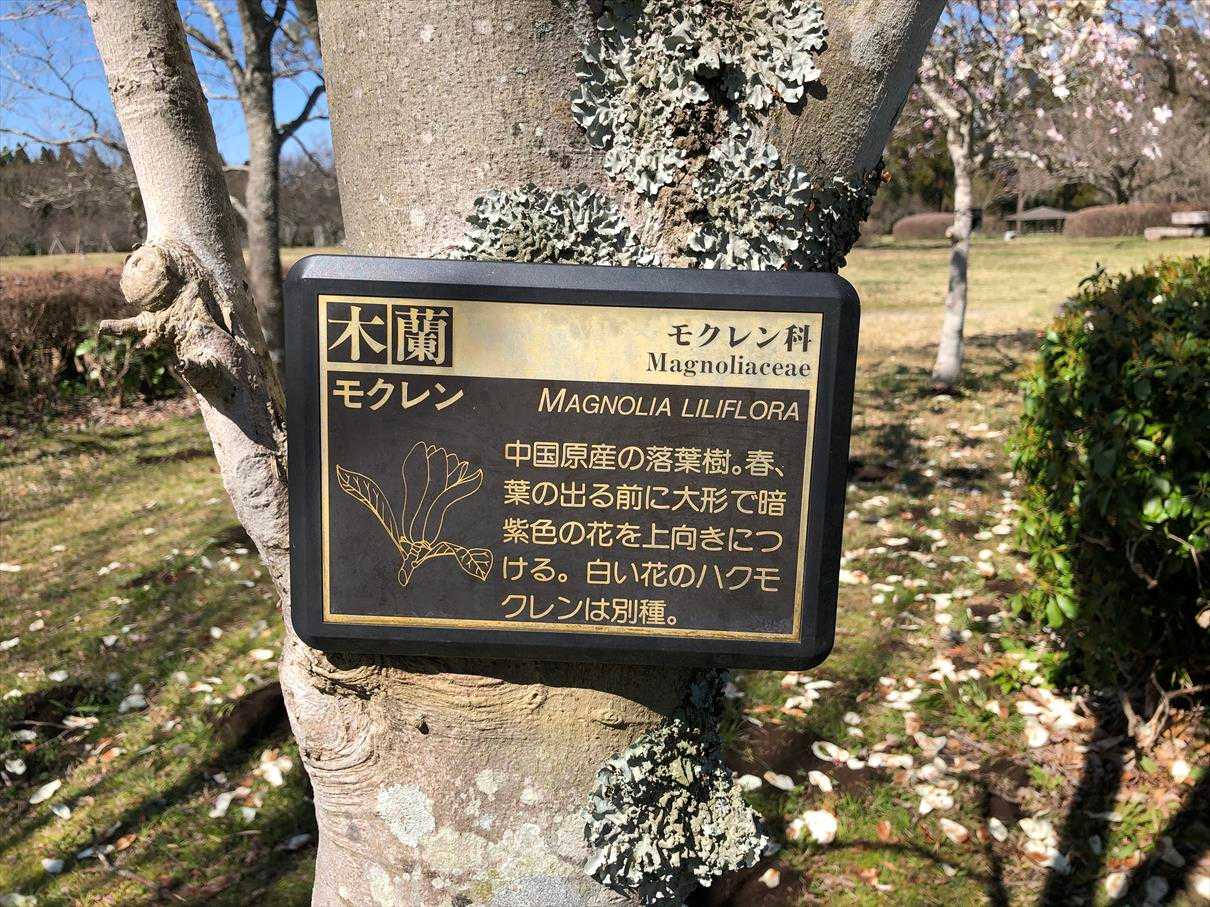 木蘭
モクレン科
Magnoliaceae
モクレン
MAGNOLIA LILIFLORA
中国原産の落葉樹。春、
葉の出る前に大形で暗
紫色の花を上向きにつ
ける。白い花のハクモ
クレンは別種。